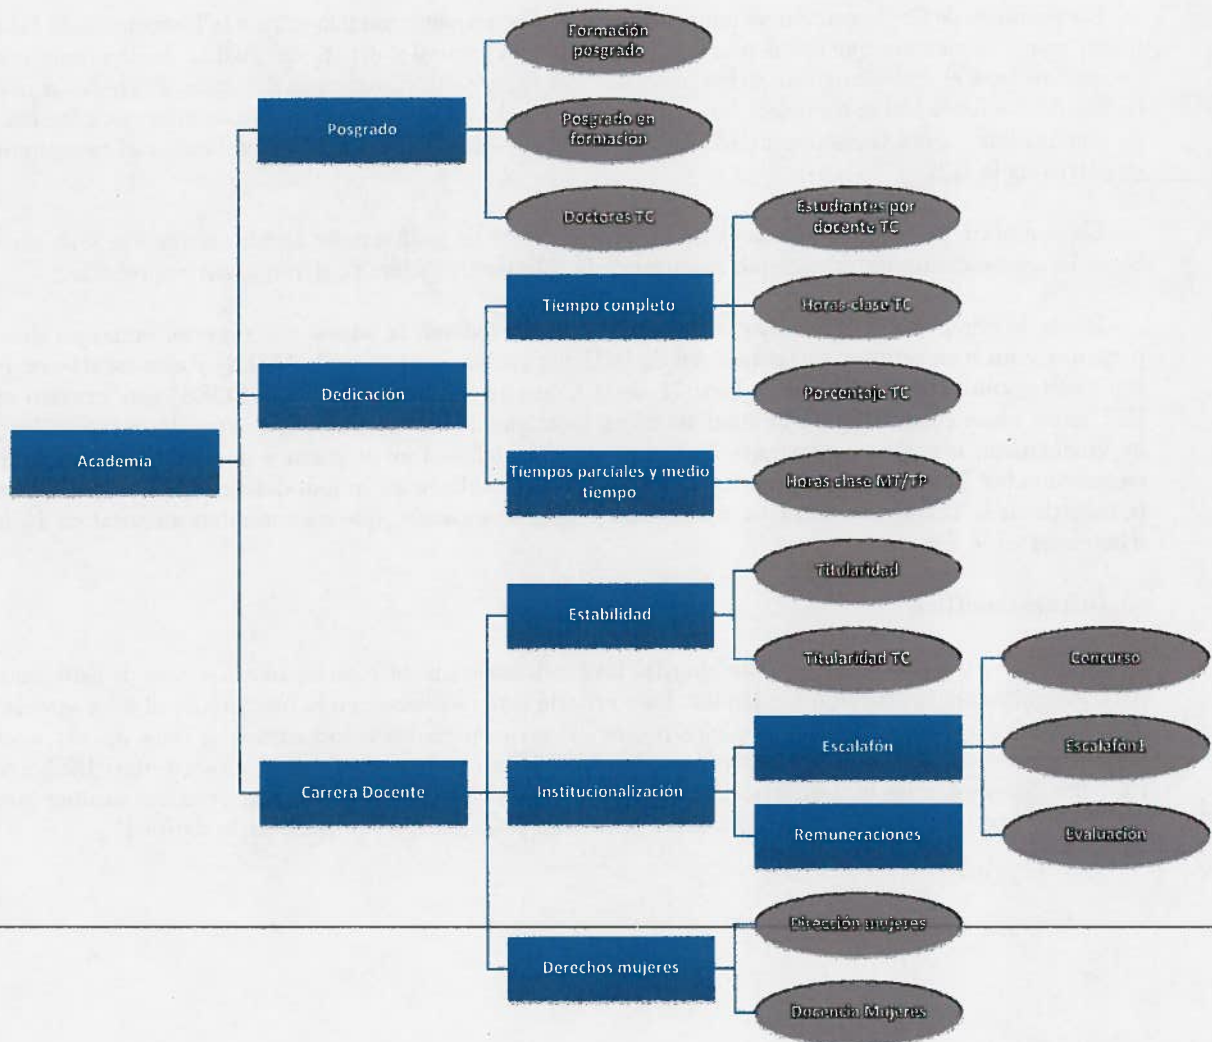 Formación
posgrado
Posgrado
Posgrado en
formación
Doctores TC
Estudiantes por
docente TC
Tiempo completo
Horas clase TC
Dedicación
Porcentaje TC
Academia
Tiempos parciales y medio
tiempo
Horas clase MT/TP
Titularidad
Estabilidad
Titularidad TC
Concurso
Escalafón
Escalafón1
Carrera Docente
Institucionalización
Remuneraciones
Evaluación
Dirección mujeres
Derechos mujeres
Docencia Mujeres